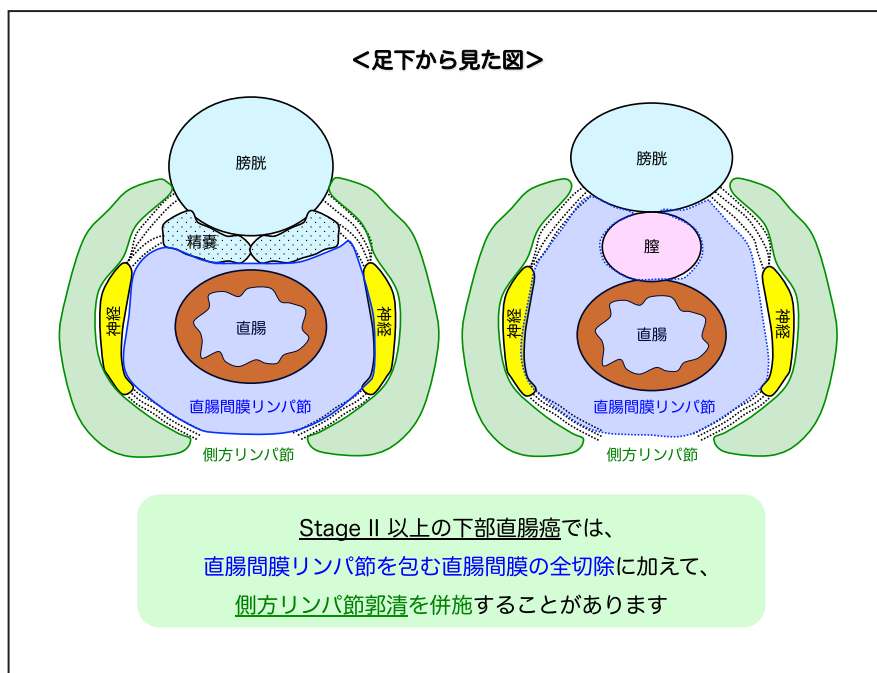 ＜足下から見た図＞
膀胱
精嚢
神経
神経
直腸
直腸間膜リンパ節
側方リンパ節
膀胱
膣
神経
神経
直腸
直腸間膜リンパ節
側方リンパ節
Stage II 以上の下部直腸癌では、
直腸間膜リンパ節を包む直腸間膜の全切除に加えて、
側方リンパ節郭清を併施することがあります